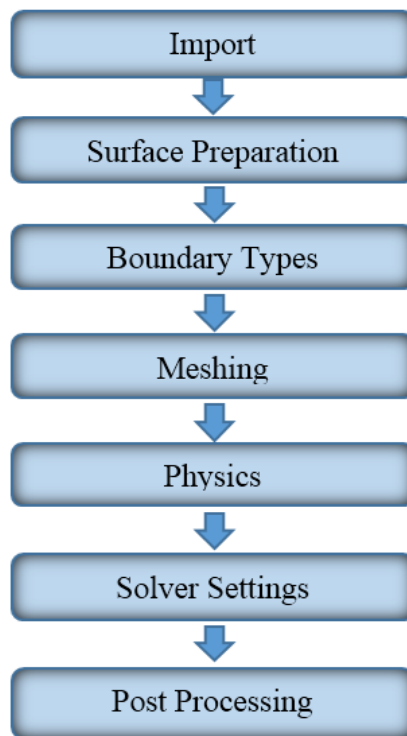 Import
Surface Preparation
Boundary Types
Meshing
Physics
Solver Settings
Post Processing